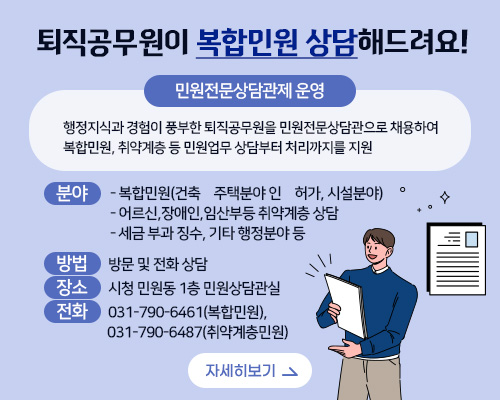 퇴직공무원이 복합민원 상담해드려요!
민원전문상담관제 운영
행정지식과 경험이 풍부한 퇴직공무원을 민원전문상담관으로 채용하여
복합민원, 취약계층 등 민원업무 상담부터 처리까지를 지원
분야 - 복합민원(건축 주택분야 인 허가, 시설분야)
- 어르신,장애인,임산부등 취약계층 상담
- 세금 부과 징수, 기타 행정분야 등
방법 방문 및 전화 상담
장소 시청 민원동 1층 민원상담관실
전화 031-790-6461(복합민원),
031-790-6487(취약계층민원)
자세히보기